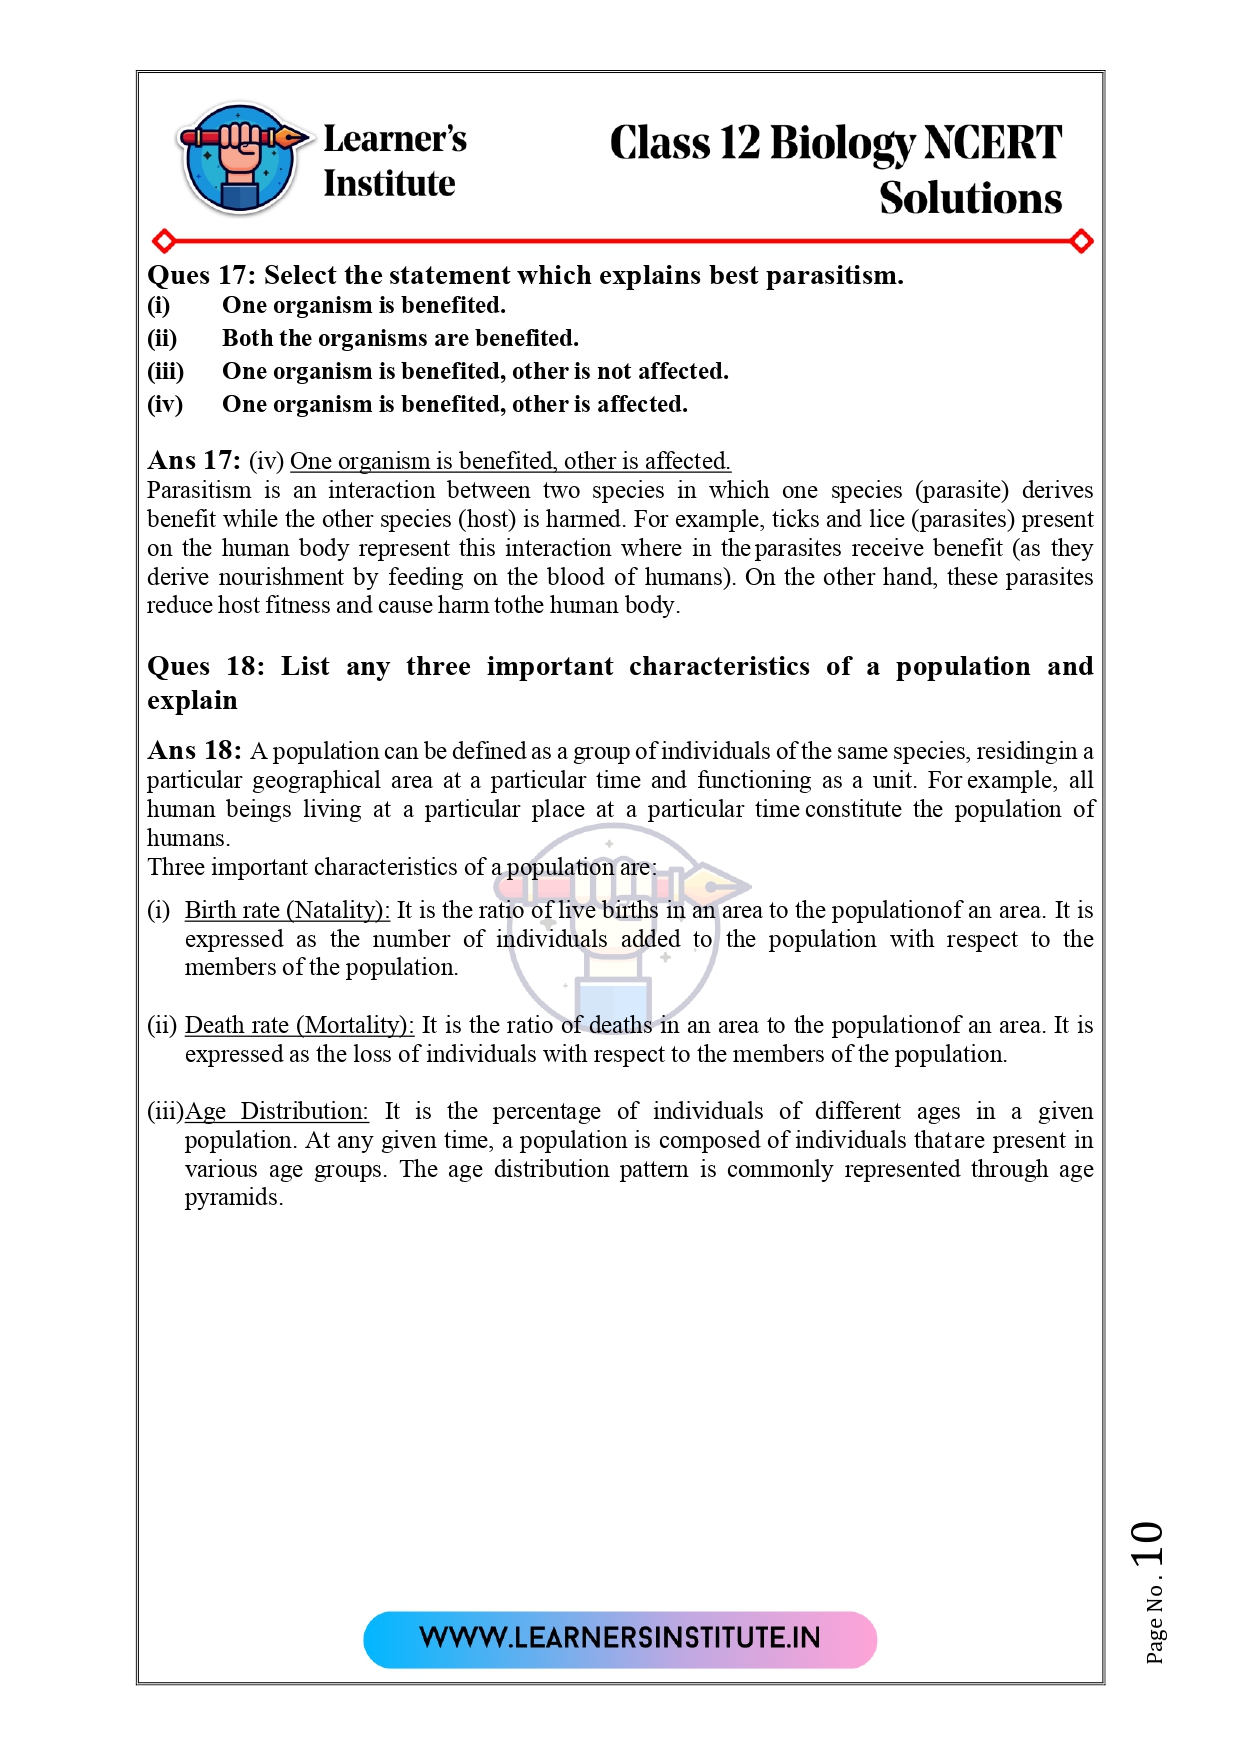 Learner's
Institute
Class 12 Biology NCERT
Solutions
Ques 17: Select the statement which explains best parasitism.
(i) One organism is benefited.
(ii) Both the organisms are benefited.
(iii) One organism is benefited, other is not affected.
(iv) One organism is benefited, other is affected.
Ans 17: (iv) One organism is benefited, other is affected.
Parasitism is an interaction between two species in which one species (parasite) derives
benefit while the other species (host) is harmed. For example, ticks and lice (parasites) present
on the human body represent this interaction where in the parasites receive benefit (as they
derive nourishment by feeding on the blood of humans). On the other hand, these parasites
reduce host fitness and cause harm tothe human body.
Ques 18: List any three important characteristics of a population and
explain
Ans 18: A population can be defined as a group of individuals of the same species, residingin a
particular geographical area at a particular time and functioning as a unit. For example, all
human beings living at a particular place at a particular time constitute the population of
humans.
Three important characteristics of a population are:
(i) Birth rate (Natality): It is the ratio of live births in an area to the populationof an area. It is
expressed as the number of individuals added to the population with respect to the
members of the population.
(ii) Death rate (Mortality): It is the ratio of deaths in an area to the populationof an area. It is
expressed as the loss of individuals with respect to the members of the population.
(iii)Age Distribution: It is the percentage of individuals of different ages in a given
population. At any given time, a population is composed of individuals thatare present in
various age groups. The age distribution pattern is commonly represented through age
pyramids.
Page No. 10
WWW.LEARNERSINSTITUTE.IN